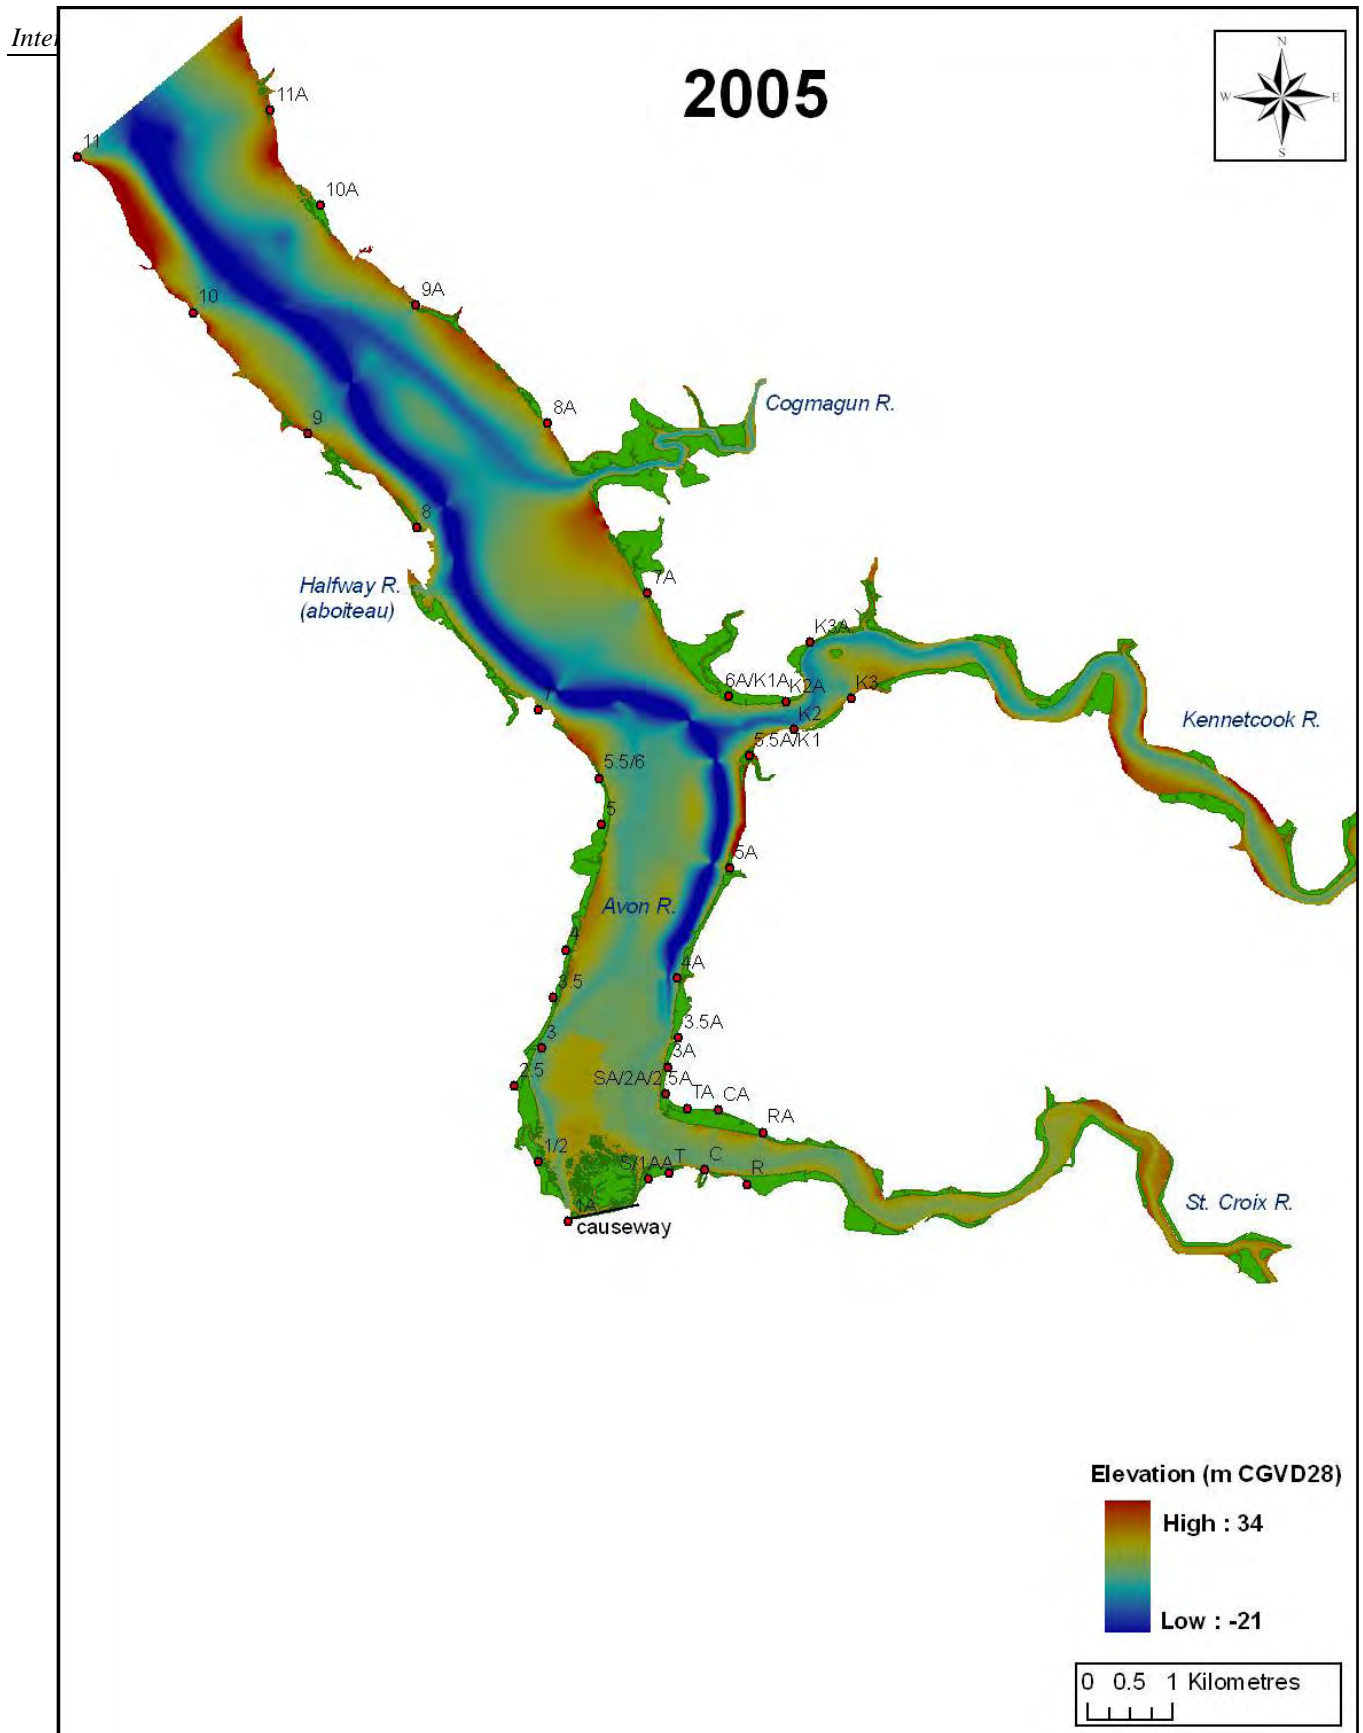 Inte
2005
N
W E
S
11A
11
10A
10
9A
9
8A
Cogmagun R.
8
Halfway R.
(aboiteau)
7A
K3A
6A/K1A
K2A
K3
7
K2
Kennetcook R.
5.5A/K1
5.5/6
5
5A
Avon R.
4
4A
3.5
3.5A
3
3A
2.5
SA/2A/2.5A
TA
CA
RA
1/2
S/1AA
T
C
R
1A
causeway
St. Croix R.
Elevation (m CGVD28)
High : 34
Low : -21
0 0.5 1 Kilometres